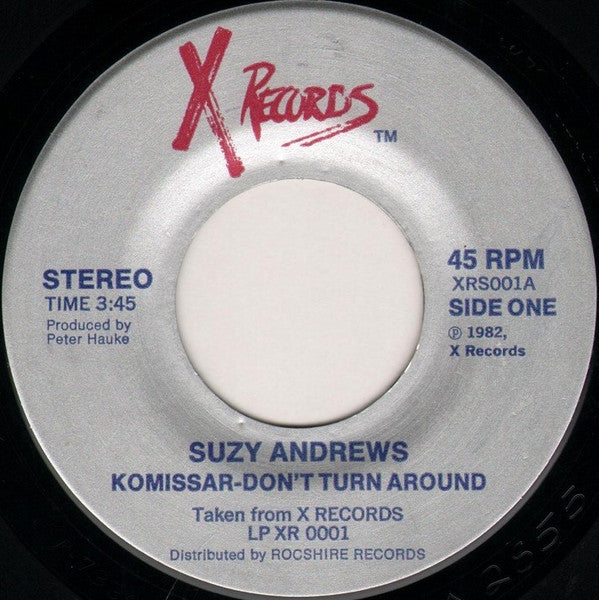 X RECORDS
TM
STEREO
TIME 3:45
Produced by
Peter Hauke
45 RPM
XRS001A
SIDE ONE
℗ 1982,
X Records
SUZY ANDREWS
KOMISSAR-DON'T TURN AROUND
Taken from X RECORDS
LP XR 0001
Distributed by ROCSHIRE RECORDS